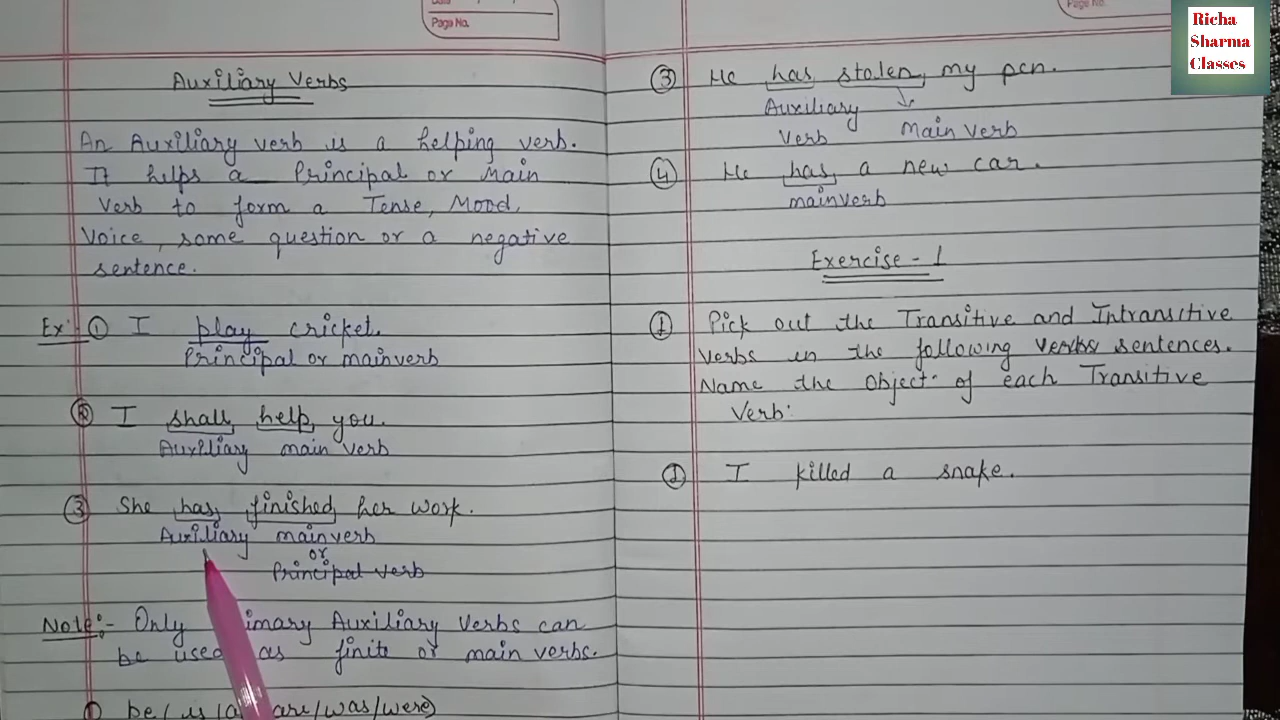 Page No.
Auxiliary Verbs
An Auxiliary verb is a helping verb.
It helps a Principal or Main
Verb to form a Tense, Mood,
Voice, some question or a negative
sentence.
Ex:- ① I play cricket.
Principal or mainverb
② I shall help you.
Auxiliary main verb
③ She has finished her work.
Auxiliary mainverb
or
Principal verb
Note:- Only Auxiliary Verbs can
be used as finite or main verbs.
① be/is/ are/was/were)
Page No.
Richa
Sharma
Classes
③ He has stolen my pen.
Auxiliary
Verb Main verb
④ He has a new car.
mainverb
Exercise - 1
① Pick out the Transitive and Intransitive
Verbs in the following verbs sentences.
Name the Object of each Transitive
Verb:
① I killed a snake.